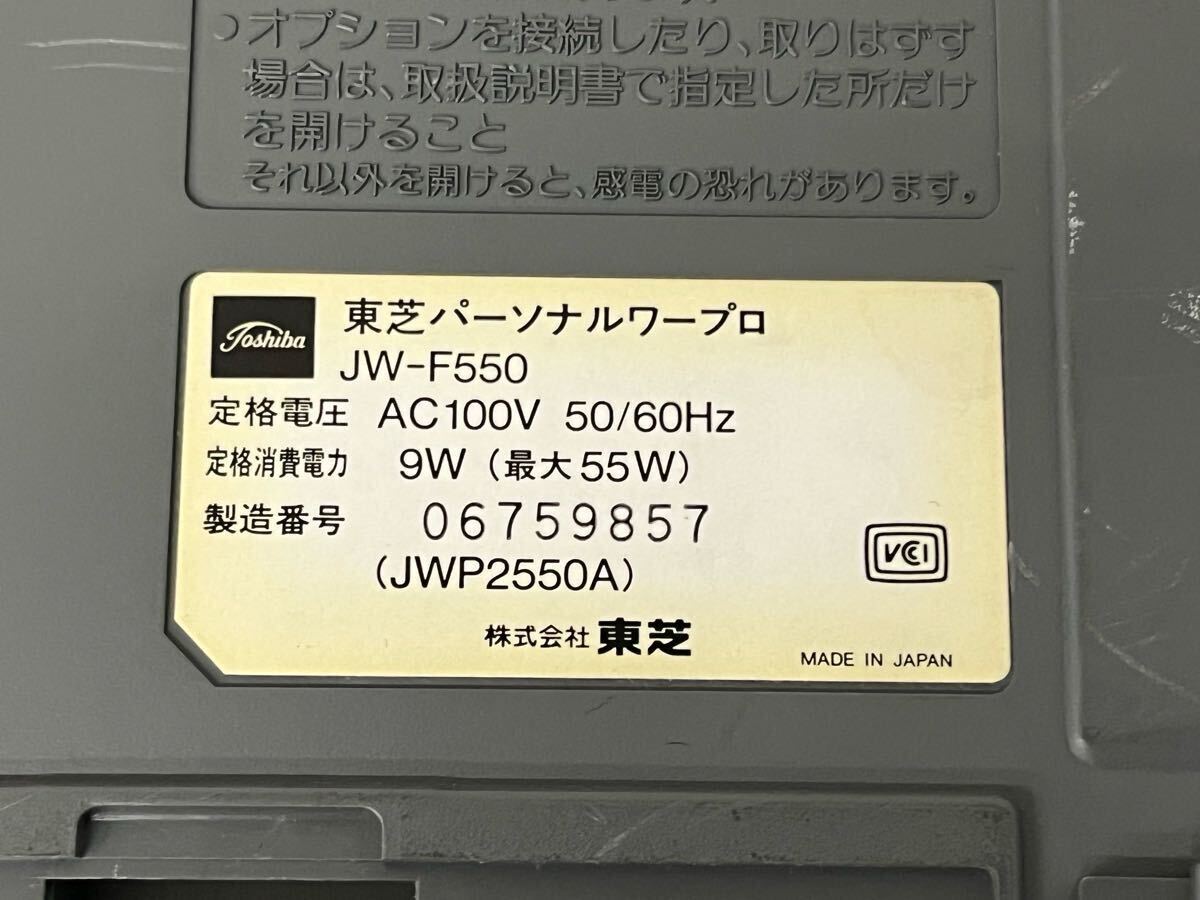 オプションを接続したり、取りはずす
場合は、取扱説明書で指定した所だけ
を開けること
それ以外を開けると、感電の恐れがあります。
Toshiba
東芝パーソナルワープロ
JW-F550
定格電圧 AC100V 50/60Hz
定格消費電力 9W (最大55W)
製造番号 06759857
(JWP2550A)
VCCI
株式会社 東芝
MADE IN JAPAN